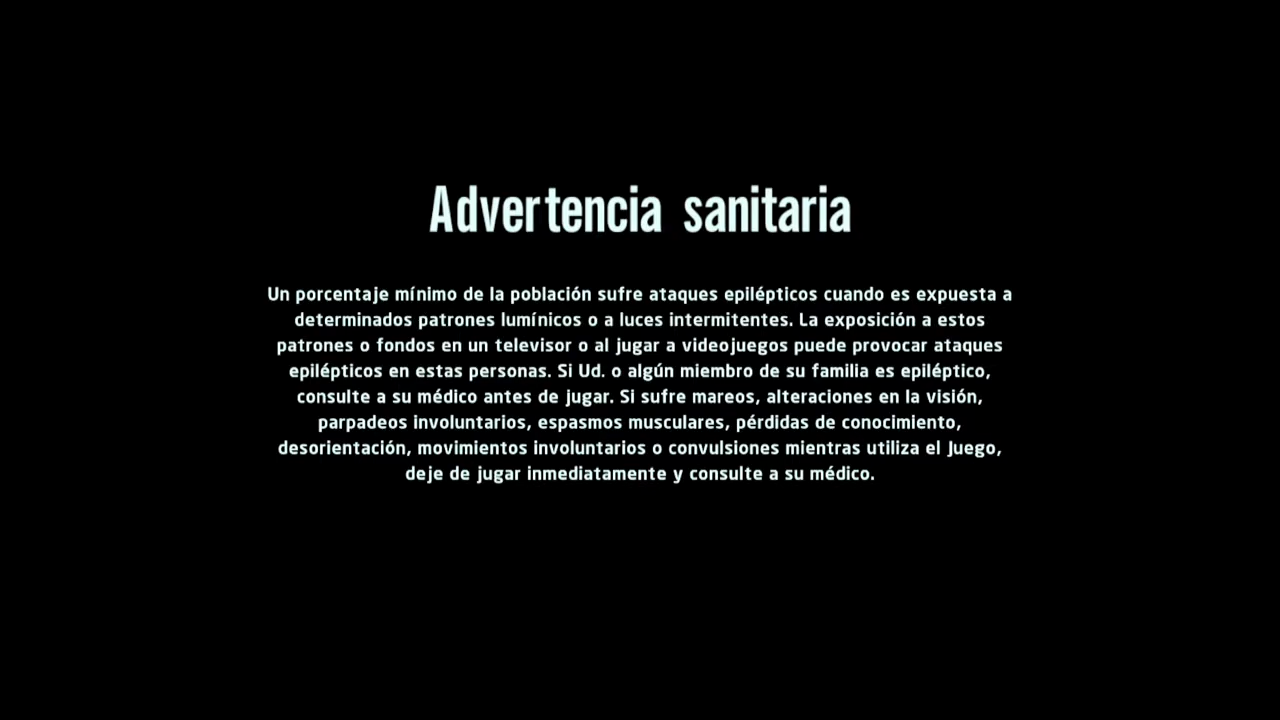 Advertencia sanitaria
Un porcentaje mínimo de la población sufre ataques epilépticos cuando es expuesta a
determinados patrones lumínicos o a luces intermitentes. La exposición a estos
patrones o fondos en un televisor o al jugar a videojuegos puede provocar ataques
epilépticos en estas personas. Si Ud. o algún miembro de su familia es epiléptico,
consulte a su médico antes de jugar. Si sufre mareos, alteraciones en la visión,
parpadeos involuntarios, espasmos musculares, pérdidas de conocimiento,
desorientación, movimientos involuntarios o convulsiones mientras utiliza el Juego,
deje de jugar inmediatamente y consulte a su médico.